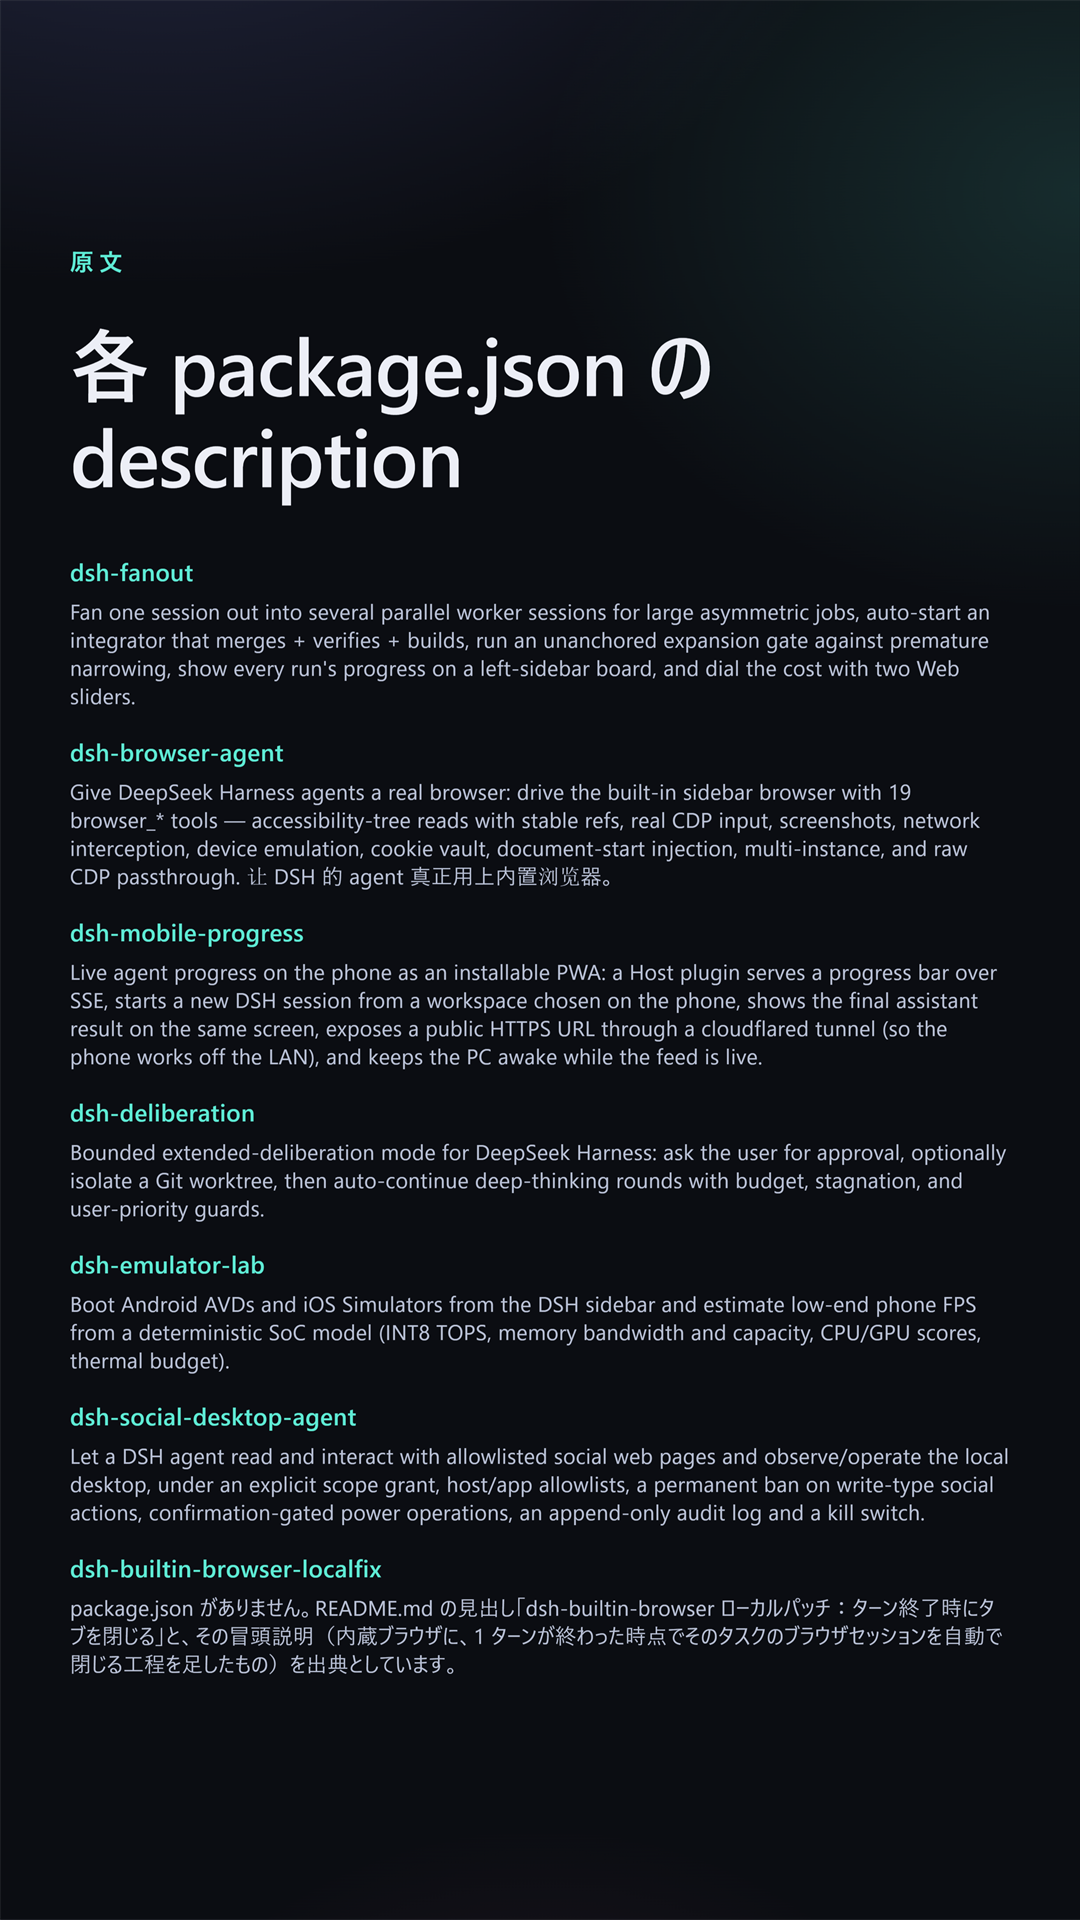 原文
各 package.json の
description
dsh-fanout
Fan one session out into several parallel worker sessions for large asymmetric jobs, auto-start an
integrator that merges + verifies + builds, run an unanchored expansion gate against premature
narrowing, show every run's progress on a left-sidebar board, and dial the cost with two Web
sliders.
dsh-browser-agent
Give DeepSeek Harness agents a real browser: drive the built-in sidebar browser with 19
browser_* tools — accessibility-tree reads with stable refs, real CDP input, screenshots, network
interception, device emulation, cookie vault, document-start injection, multi-instance, and raw
CDP passthrough. 让 DSH 的 agent 真正用上内置浏览器。
dsh-mobile-progress
Live agent progress on the phone as an installable PWA: a Host plugin serves a progress bar over
SSE, starts a new DSH session from a workspace chosen on the phone, shows the final assistant
result on the same screen, exposes a public HTTPS URL through a cloudflared tunnel (so the
phone works off the LAN), and keeps the PC awake while the feed is live.
dsh-deliberation
Bounded extended-deliberation mode for DeepSeek Harness: ask the user for approval, optionally
isolate a Git worktree, then auto-continue deep-thinking rounds with budget, stagnation, and
user-priority guards.
dsh-emulator-lab
Boot Android AVDs and iOS Simulators from the DSH sidebar and estimate low-end phone FPS
from a deterministic SoC model (INT8 TOPS, memory bandwidth and capacity, CPU/GPU scores,
thermal budget).
dsh-social-desktop-agent
Let a DSH agent read and interact with allowlisted social web pages and observe/operate the local
desktop, under an explicit scope grant, host/app allowlists, a permanent ban on write-type social
actions, confirmation-gated power operations, an append-only audit log and a kill switch.
dsh-builtin-browser-localfix
package.json がありません。README.md の見出し「dsh-builtin-browser ローカルパッチ：ターン終了時にタ
ブを閉じる」と、その冒頭説明（内蔵ブラウザに、1 ターンが終わった時点でそのタスクのブラウザセッションを自動で
閉じる工程を足したもの）を出典としています。